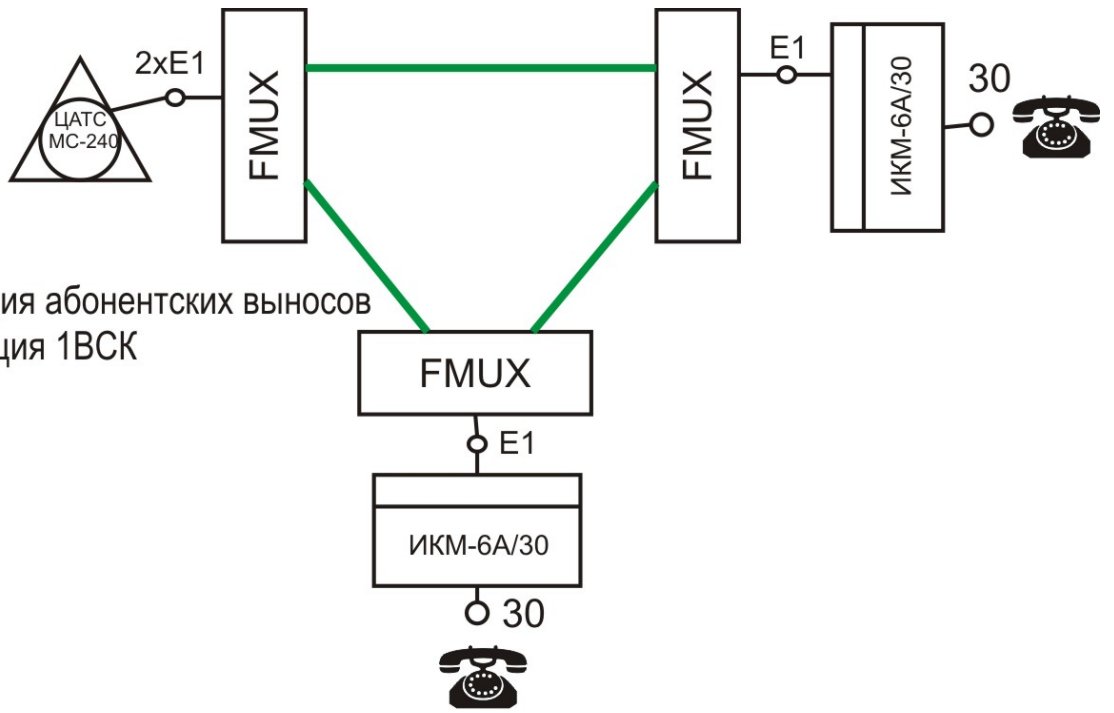 2xE1
ЦАТС
МС-240
FMUX
FMUX
E1
ИКМ-6А/30
30
ия абонентских выносов
ция 1ВСК
FMUX
E1
ИКМ-6А/30
30